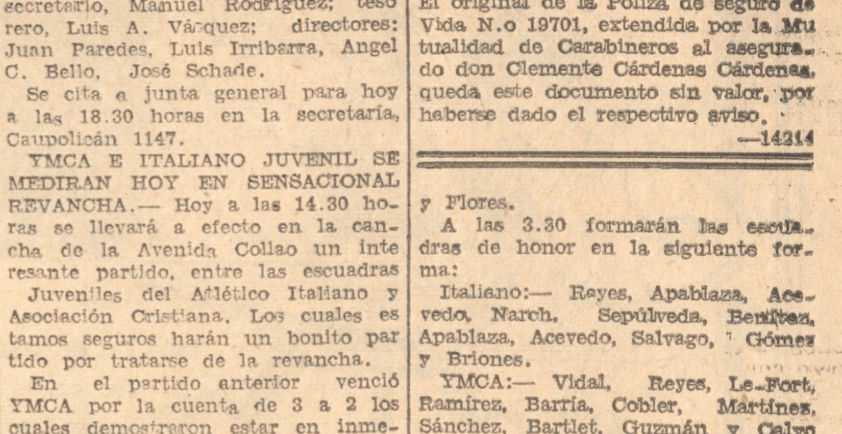 secretario, Manuel Rodríguez; teso
rero, Luis A. Vásquez; directores:
Juan Paredes, Luis Irribarra, Angel
C. Bello, José Schade.
Se cita a junta general para hoy
a las 18.30 horas en la secretaría,
Caupolicán 1147.
YMCA E ITALIANO JUVENIL SE
MEDIRAN HOY EN SENSACIONAL
REVANCHA.— Hoy a las 14.30 ho-
ras se llevará a efecto en la can-
cha de la Avenida Collao un inte
resante partido, entre las escuadras
Juveniles del Atlético Italiano y
Asociación Cristiana. Los cuales es
tamos seguros harán un bonito par
tido por tratarse de la revancha.
En el partido anterior venció
YMCA por la cuenta de 3 a 2 los
cuales demostraron estar en inme-
El original de la Póliza de seguro de
Vida N.o 19701, extendida por la Mu
tualidad de Carabineros al asegura-
do don Clemente Cárdenas Cárdenas,
queda este documento sin valor, por
haberse dado el respectivo aviso.
—14214
y Flores.
A las 3.30 formarán las escua-
dras de honor en la siguiente for-
ma:
Italiano:— Reyes, Apablaza, Ace-
vedo, Narch, Sepúlveda, Benítez,
Apablaza, Acevedo, Salvago, Gómez
y Briones.
YMCA:— Vidal, Reyes, Le-Fort,
Ramírez, Barría, Cobler, Martínez,
Sánchez, Bartlet, Guzmán y Calvo